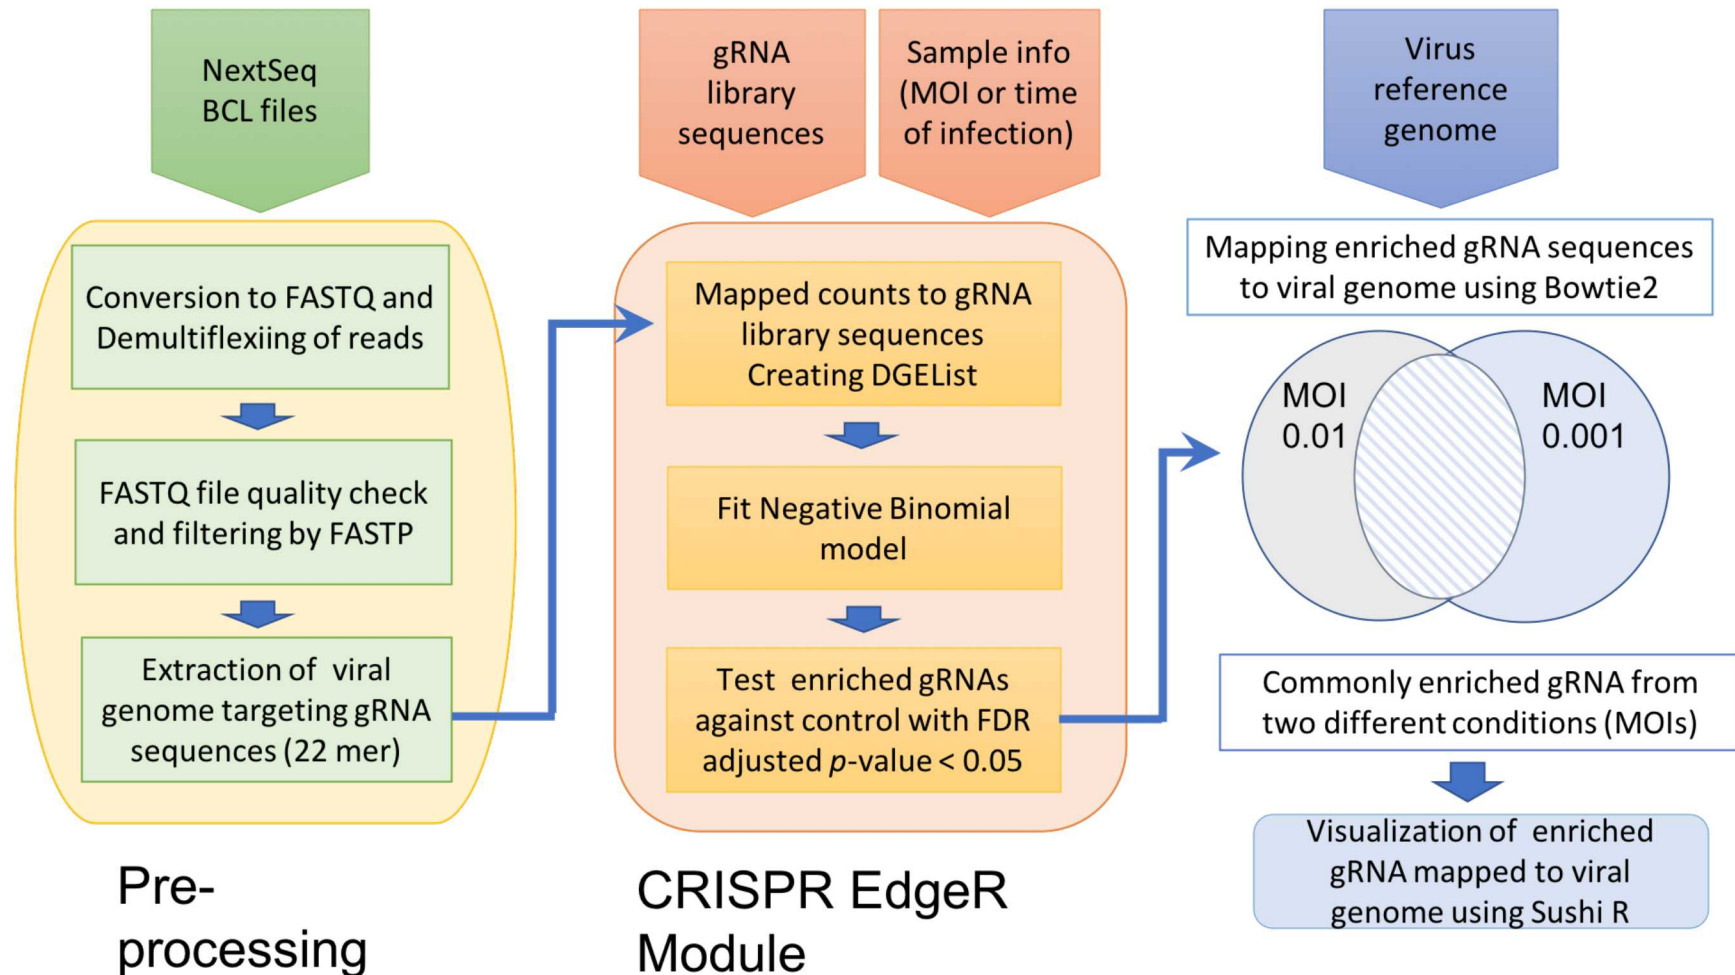 NextSeq
BCL files
Conversion to FASTQ and
Demultiflexiing of reads
FASTQ file quality check
and filtering by FASTP
Extraction of viral
genome targeting gRNA
sequences (22 mer)
Pre-
processing
gRNA
library
sequences
Sample info
(MOI or time
of infection)
Mapped counts to gRNA
library sequences
Creating DGEList
Fit Negative Binomial
model
Test enriched gRNAs
against control with FDR
adjusted p-value < 0.05
CRISPR EdgeR
Module
Virus
reference
genome
Mapping enriched gRNA sequences
to viral genome using Bowtie2
MOI
0.01
MOI
0.001
Commonly enriched gRNA from
two different conditions (MOIs)
Visualization of enriched
gRNA mapped to viral
genome using Sushi R